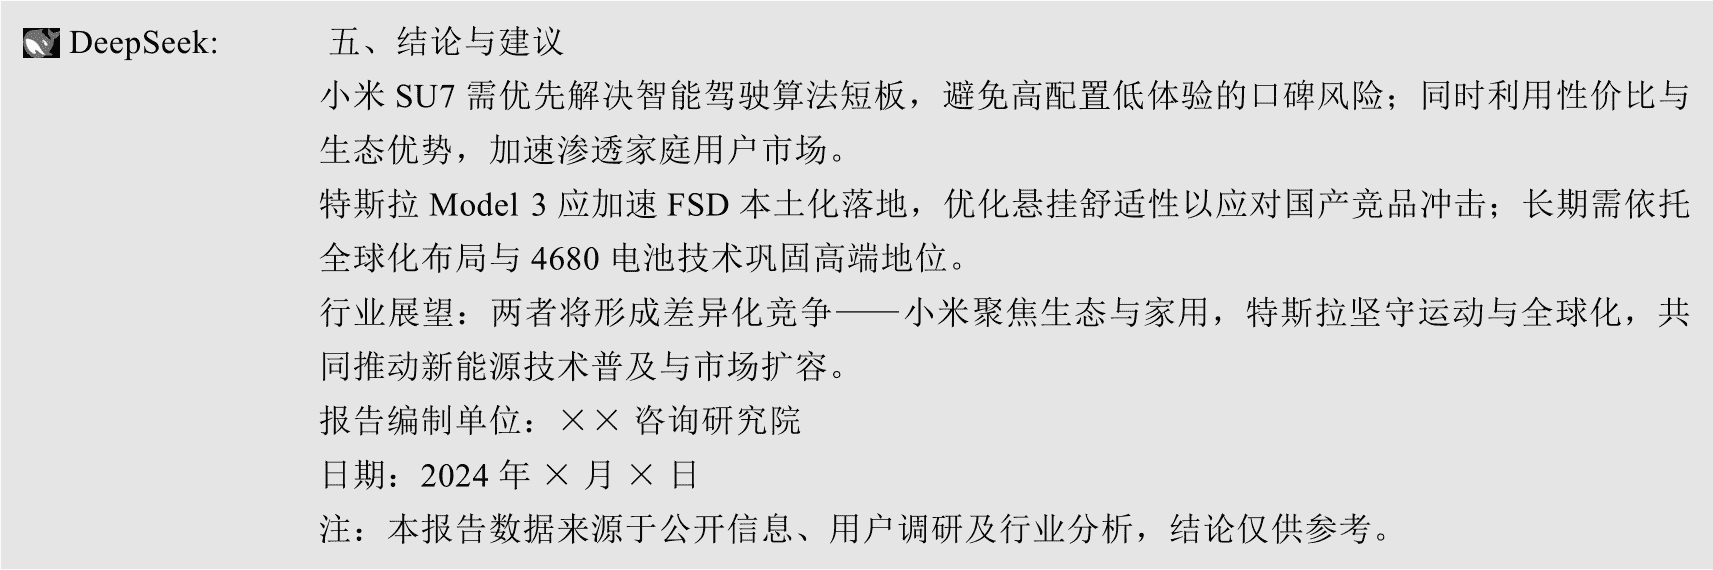 DeepSeek: 五、结论与建议
小米 SU7 需优先解决智能驾驶算法短板，避免高配置低体验的口碑风险；同时利用性价比与
生态优势，加速渗透家庭用户市场。
特斯拉 Model 3 应加速 FSD 本土化落地，优化悬挂舒适性以应对国产竞品冲击；长期需依托
全球化布局与 4680 电池技术巩固高端地位。
行业展望：两者将形成差异化竞争——小米聚焦生态与家用，特斯拉坚守运动与全球化，共
同推动新能源技术普及与市场扩容。
报告编制单位：×× 咨询研究院
日期：2024 年 × 月 × 日
注：本报告数据来源于公开信息、用户调研及行业分析，结论仅供参考。